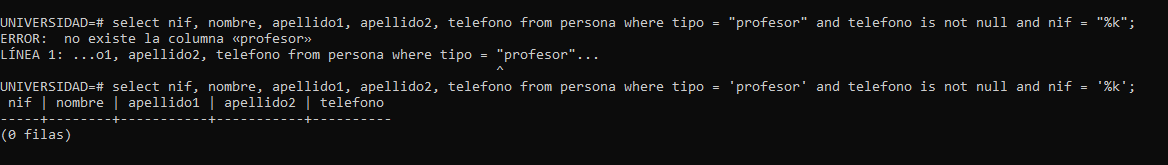 UNIVERSIDAD=# select nif, nombre, apellido1, apellido2, telefono from persona where tipo = "profesor" and telefono is not null and nif = "%k";
ERROR:  no existe la columna «profesor»
LÍNEA 1: ...o1, apellido2, telefono from persona where tipo = "profesor"...
^
UNIVERSIDAD=# select nif, nombre, apellido1, apellido2, telefono from persona where tipo = 'profesor' and telefono is not null and nif = '%k';
 nif | nombre | apellido1 | apellido2 | telefono
-----+--------+-----------+-----------+----------
(0 filas)